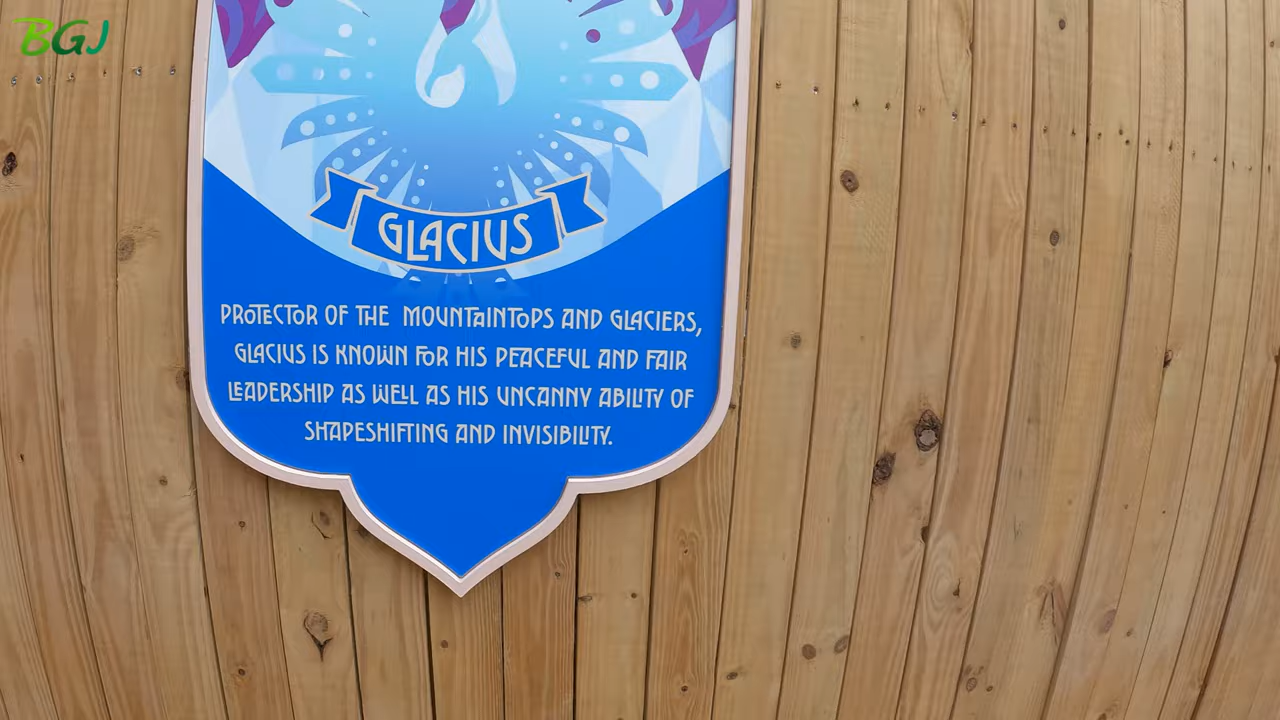 BGJ
GLACIUS
PROTECTOR OF THE MOUNTAINTOPS AND GLACIERS,
GLACIUS IS KNOWN FOR HIS PEACEFUL AND FAIR
LEADERSHIP AS WELL AS HIS UNCANNY ABILITY OF
SHAPESHIFTING AND INVISIBILITY.